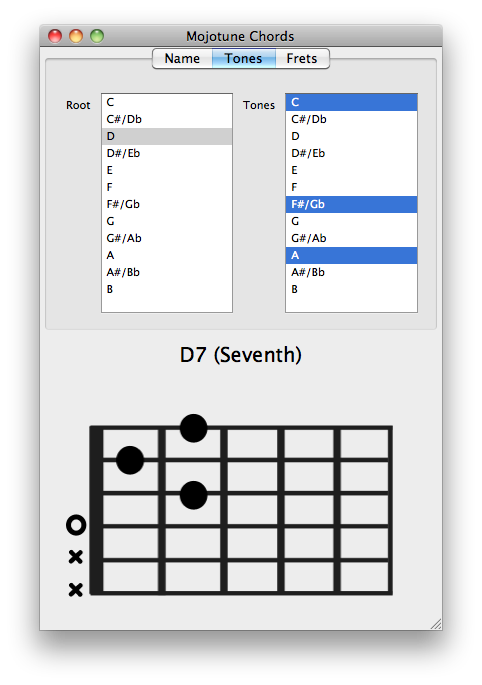 Mojotune Chords
Name Tones Frets
Root
C
C#/Db
D
D#/Eb
E
F
F#/Gb
G
G#/Ab
A
A#/Bb
B
Tones
C
C#/Db
D
D#/Eb
E
F
F#/Gb
G
G#/Ab
A
A#/Bb
B
D7 (Seventh)